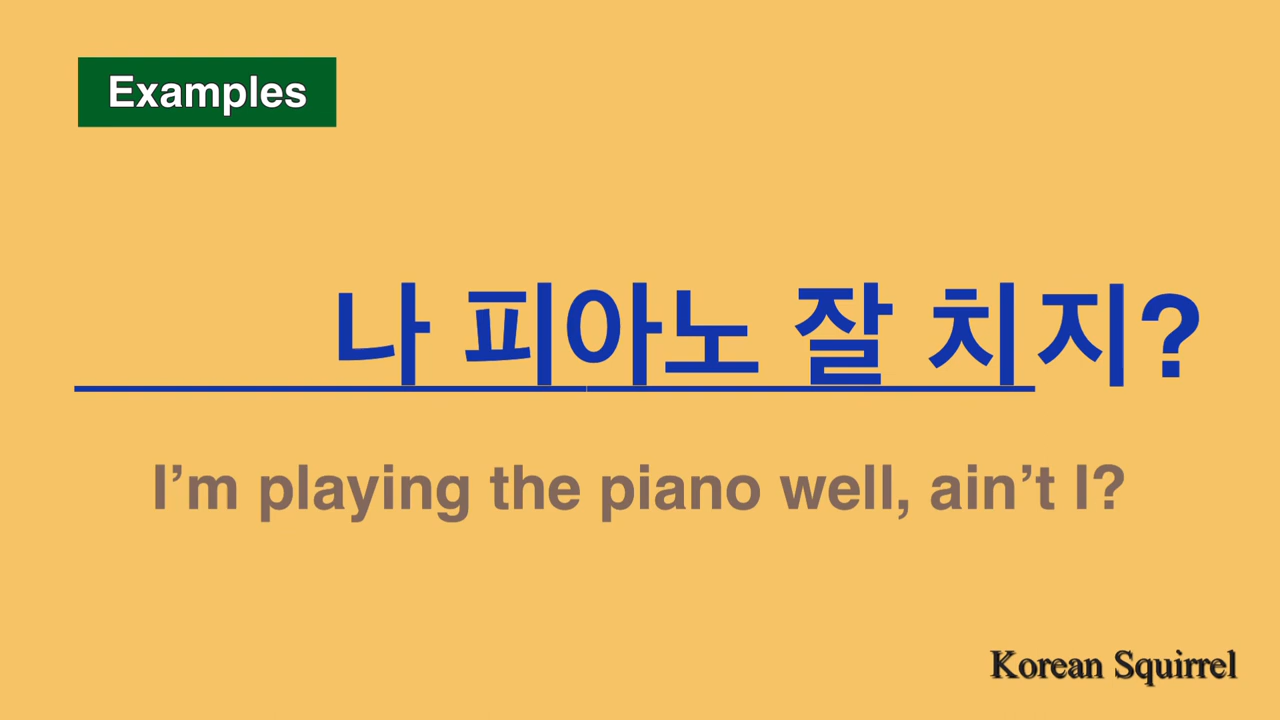 Examples
나 피아노 잘 치지?
I'm playing the piano well, ain't I?
Korean Squirrel